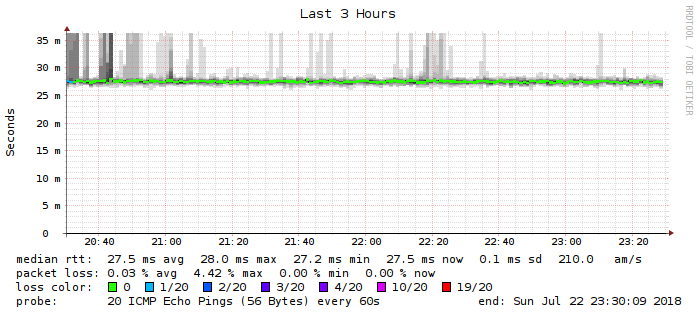 Last 3 Hours
RRDTOOL / TOBI OETIKER
Seconds
35 m
30 m
25 m
20 m
15 m
10 m
5 m
0
20:40 21:00 21:20 21:40 22:00 22:20 22:40 23:00 23:20
median rtt: 27.5 ms avg 28.0 ms max 27.2 ms min 27.5 ms now 0.1 ms sd 210.0 am/s
packet loss: 0.03 % avg 4.42 % max 0.00 % min 0.00 % now
loss color: 0 1/20 2/20 3/20 4/20 10/20 19/20
probe: 20 ICMP Echo Pings (56 Bytes) every 60s end: Sun Jul 22 23:30:09 2018